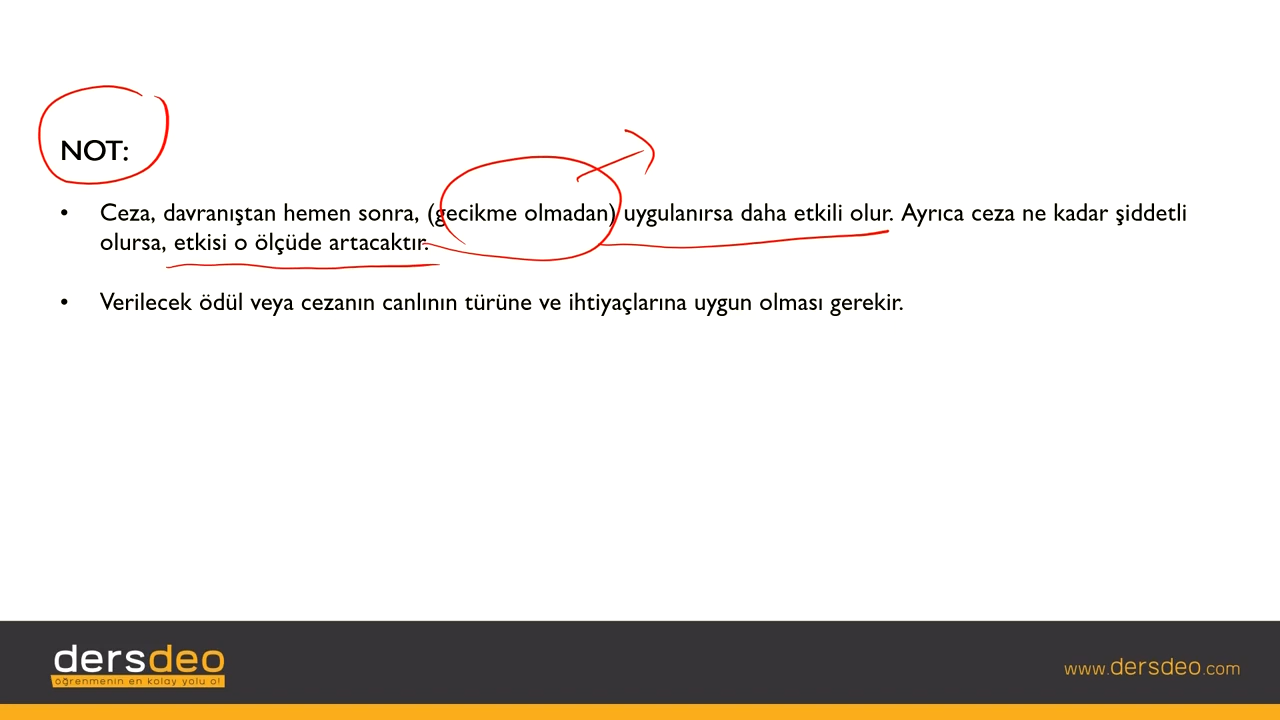 NOT:
• Ceza, davranıştan hemen sonra, (gecikme olmadan) uygulanırsa daha etkili olur. Ayrıca ceza ne kadar şiddetli
olursa, etkisi o ölçüde artacaktır.
• Verilecek ödül veya cezanın canlının türüne ve ihtiyaçlarına uygun olması gerekir.
dersdeo
öğrenmenin en kolay yolu o!
www.dersdeo.com